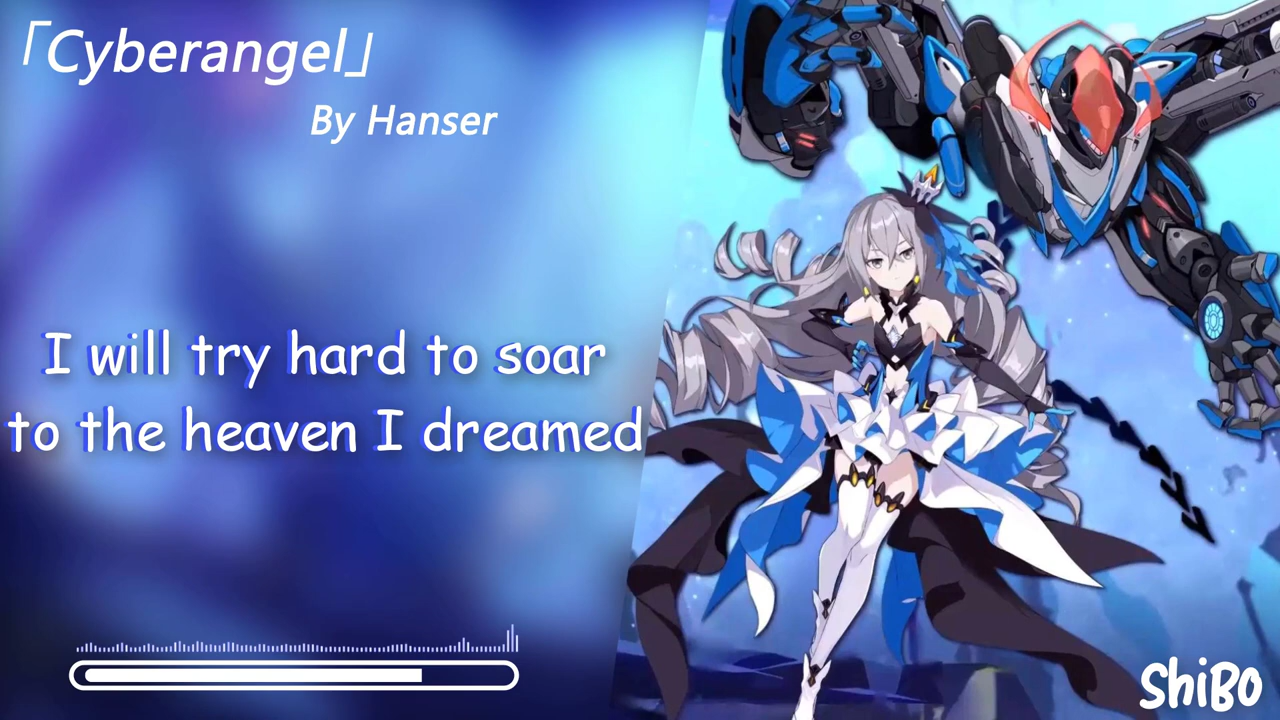 「Cyberangel」
By Hanser
I will try hard to soar
to the heaven I dreamed
ShiBO